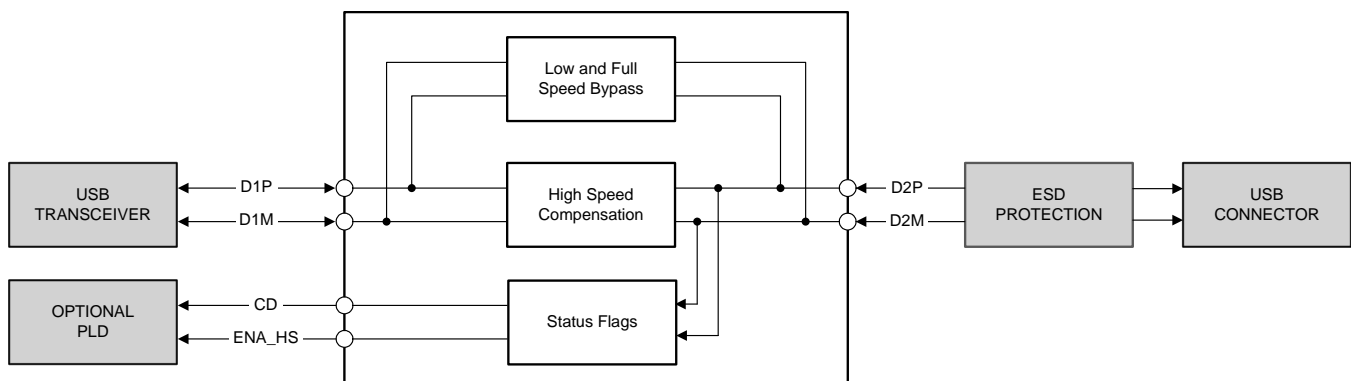 Low and Full
Speed Bypass
USB
TRANSCEIVER
D1P
D1M
High Speed
Compensation
D2P
D2M
ESD
PROTECTION
USB
CONNECTOR
OPTIONAL
PLD
CD
ENA_HS
Status Flags